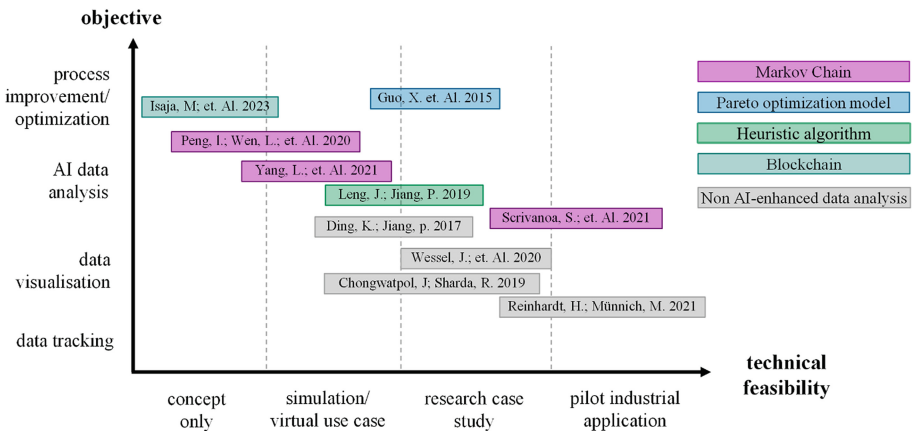 objective
process
improvement/
optimization
AI data
analysis
data
visualisation
data tracking
Isaja, M; et. Al. 2023
Guo, X. et. Al. 2015
Peng, I.; Wen, L.; et. Al. 2020
Yang, L.; et. Al. 2021
Leng, J.; Jiang, P. 2019
Scrivanoa, S.; et. Al. 2021
Ding, K.; Jiang, p. 2017
Wessel, J.; et. Al. 2020
Chongwatpol, J; Sharda, R. 2019
Reinhardt, H.; Münnich, M. 2021
Markov Chain
Pareto optimization model
Heuristic algorithm
Blockchain
Non AI-enhanced data analysis
technical
feasibility
concept
only
simulation/
virtual use case
research case
study
pilot industrial
application